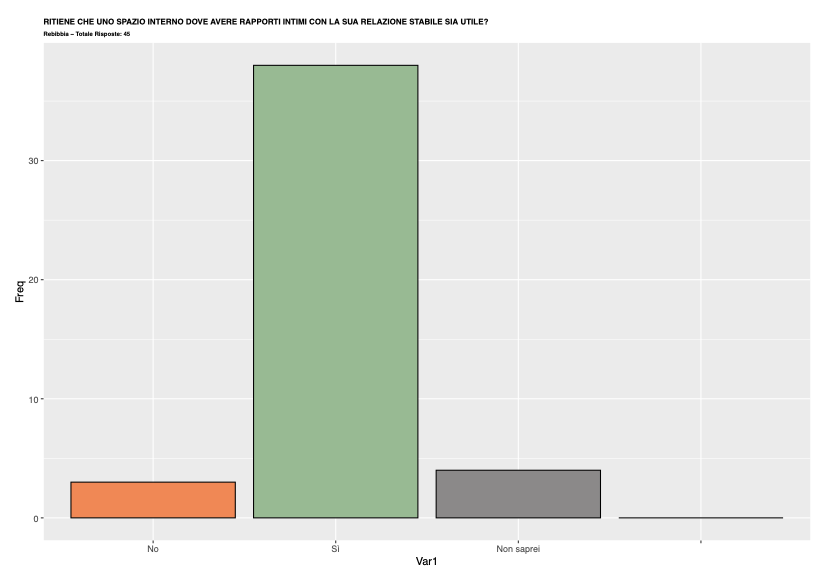 RITIENE CHE UNO SPAZIO INTERNO DOVE AVERE RAPPORTI INTIMI CON LA SUA RELAZIONE STABILE SIA UTILE?
Rebibbia – Totale Risposte: 45
Freq
30
20
10
0
No
Sì
Non saprei
Var1